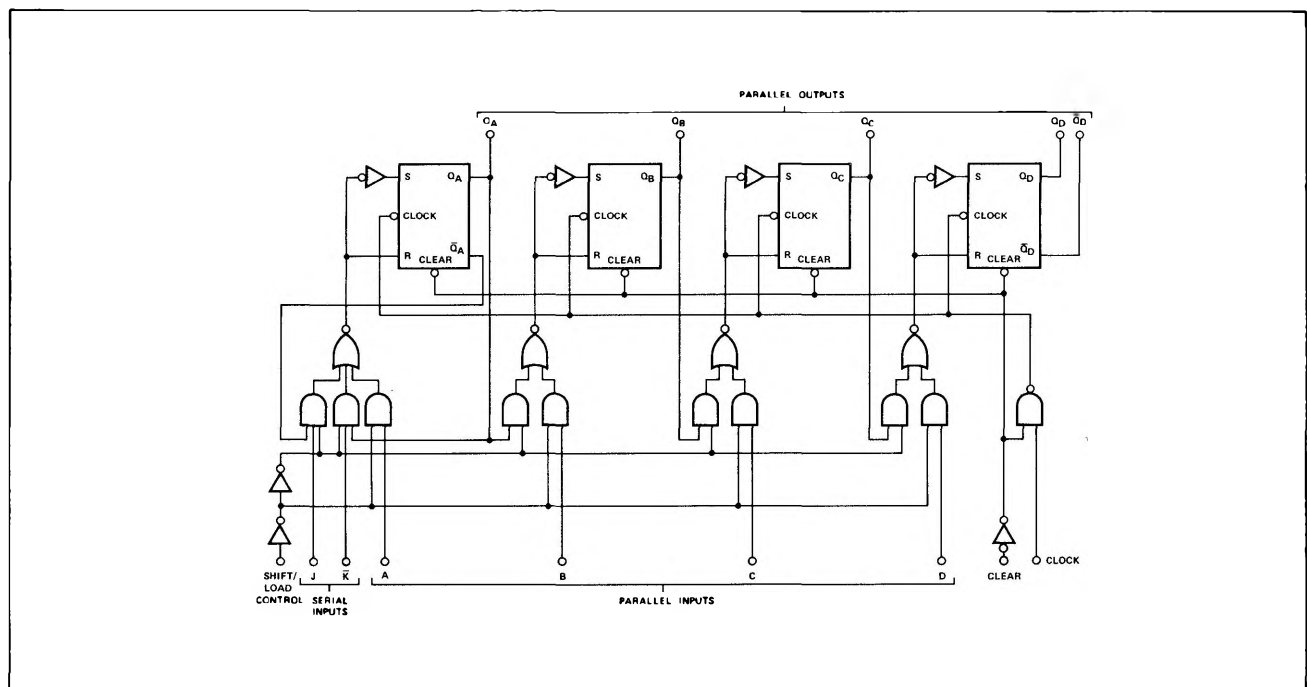 PARALLEL OUTPUTS
QA QB QC QD Q̅D
S QA S QB S QC S QD
CLOCK CLOCK CLOCK CLOCK
Q̅A
R CLEAR R CLEAR R CLEAR R CLEAR Q̅D
SHIFT/ LOAD CONTROL
J K̅ A B C D CLEAR CLOCK
SERIAL INPUTS
PARALLEL INPUTS